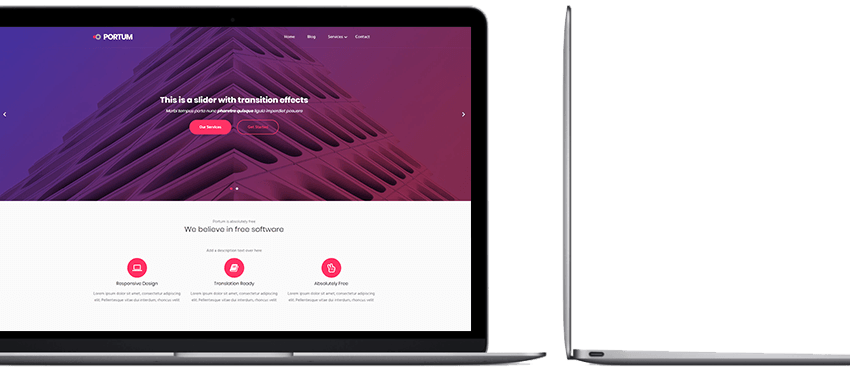 PORTUM
Home Blog Services Contact
This is a slider with transition effects
Morbi tempus porta nunc pharetra quisque ligula imperdiet posuere
Our Services Get Started
Portum is absolutely free
We believe in free software
Add a description text over here
Responsive Design
Lorem ipsum dolor sit amet, consectetur adipiscing
elit. Pellentesque vitae dui interdum, rhoncus velit
Translation Ready
Lorem ipsum dolor sit amet, consectetur adipiscing
elit. Pellentesque vitae dui interdum, rhoncus velit
Absolutely Free
Lorem ipsum dolor sit amet, consectetur adipiscing
elit. Pellentesque vitae dui interdum, rhoncus velit